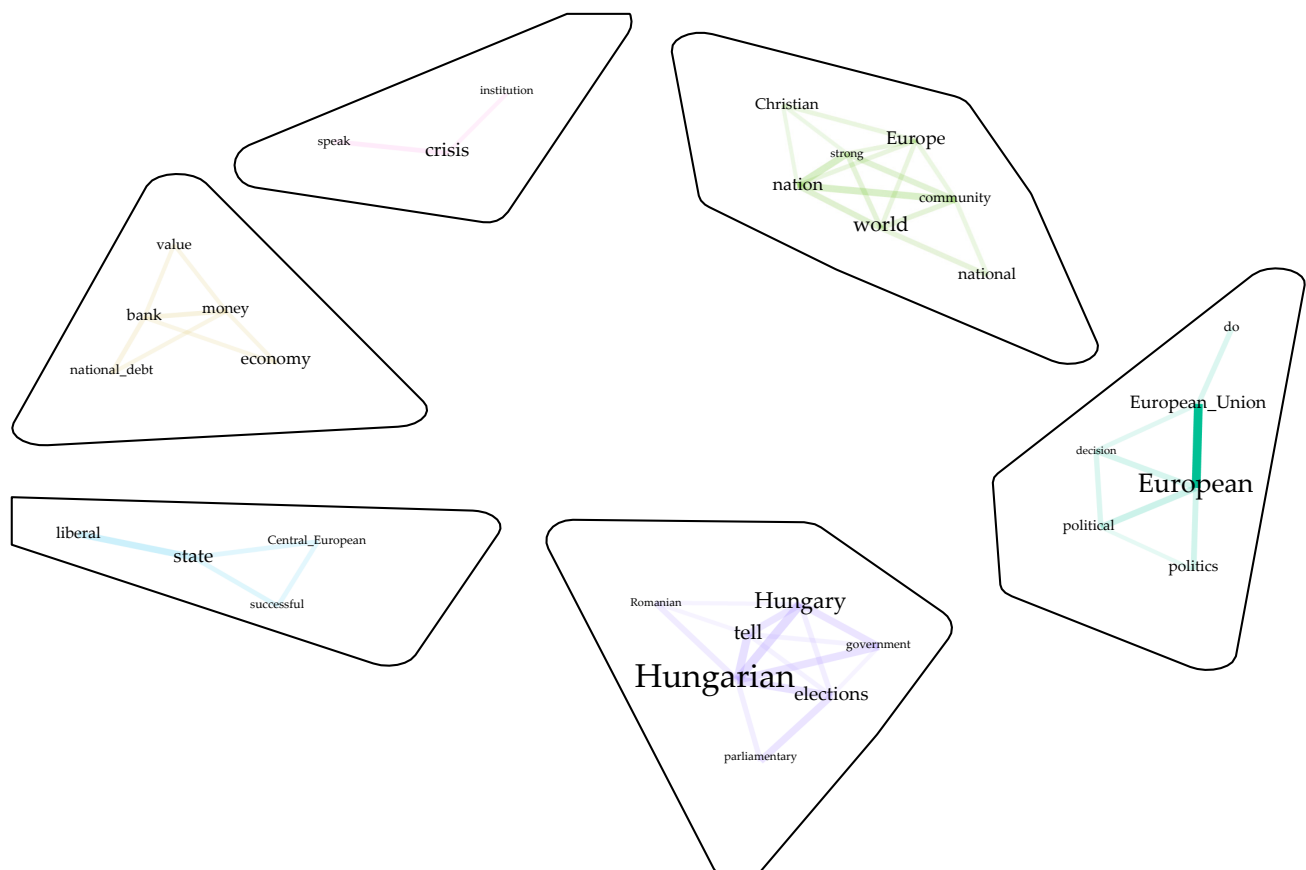 institution
speak
crisis
Christian
Europe
strong
nation
community
world
national
value
bank
money
national_debt
economy
do
European_Union
decision
European
political
politics
liberal
state
Central_European
successful
Romanian
Hungary
tell
government
Hungarian
elections
parliamentary